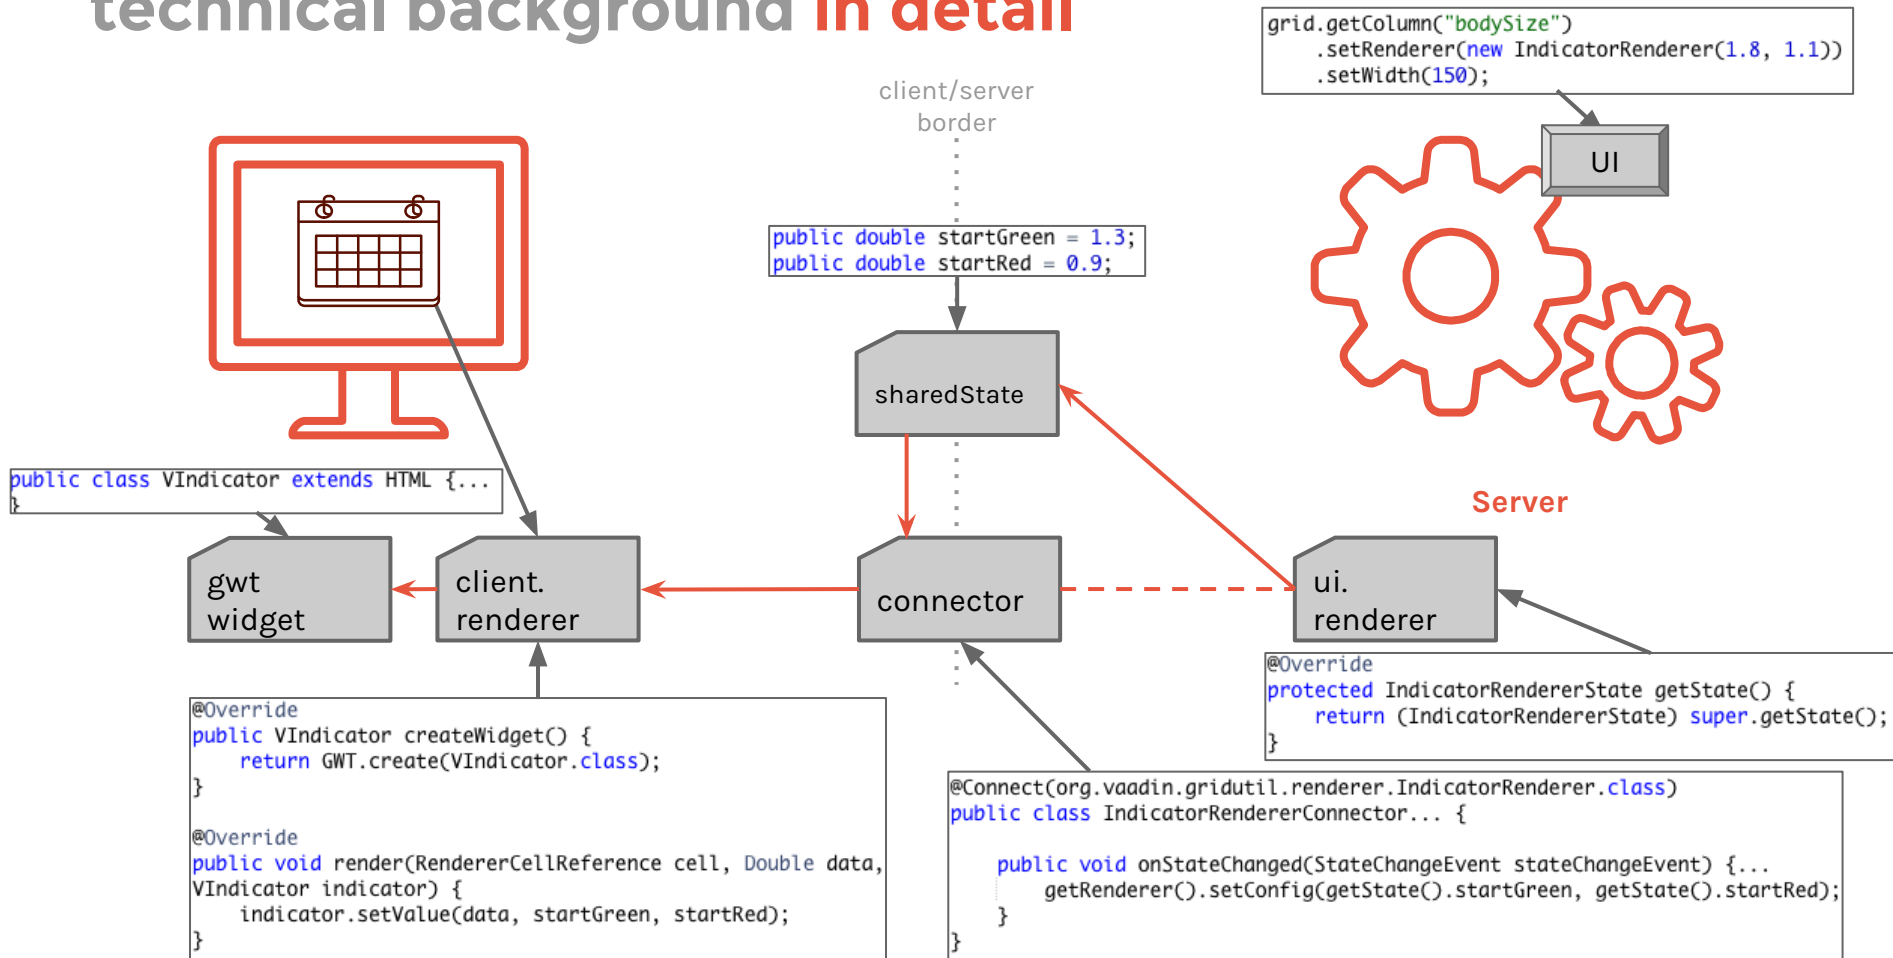 technical background in detail
grid.getColumn("bodySize")
.setRenderer(new IndicatorRenderer(1.8, 1.1))
.setWidth(150);
client/server
border
UI
public double startGreen = 1.3;
public double startRed = 0.9;
sharedState
public class VIndicator extends HTML {...
}
Server
gwt
widget
client.
renderer
connector
ui.
renderer
@Override
protected IndicatorRendererState getState() {
return (IndicatorRendererState) super.getState();
}
@Override
public VIndicator createWidget() {
return GWT.create(VIndicator.class);
}
@Override
public void render(RendererCellReference cell, Double data,
VIndicator indicator) {
indicator.setValue(data, startGreen, startRed);
}
@Connect(org.vaadin.gridutil.renderer.IndicatorRenderer.class)
public class IndicatorRendererConnector... {
public void onStateChanged(StateChangeEvent stateChangeEvent) {...
getRenderer().setConfig(getState().startGreen, getState().startRed);
}
}